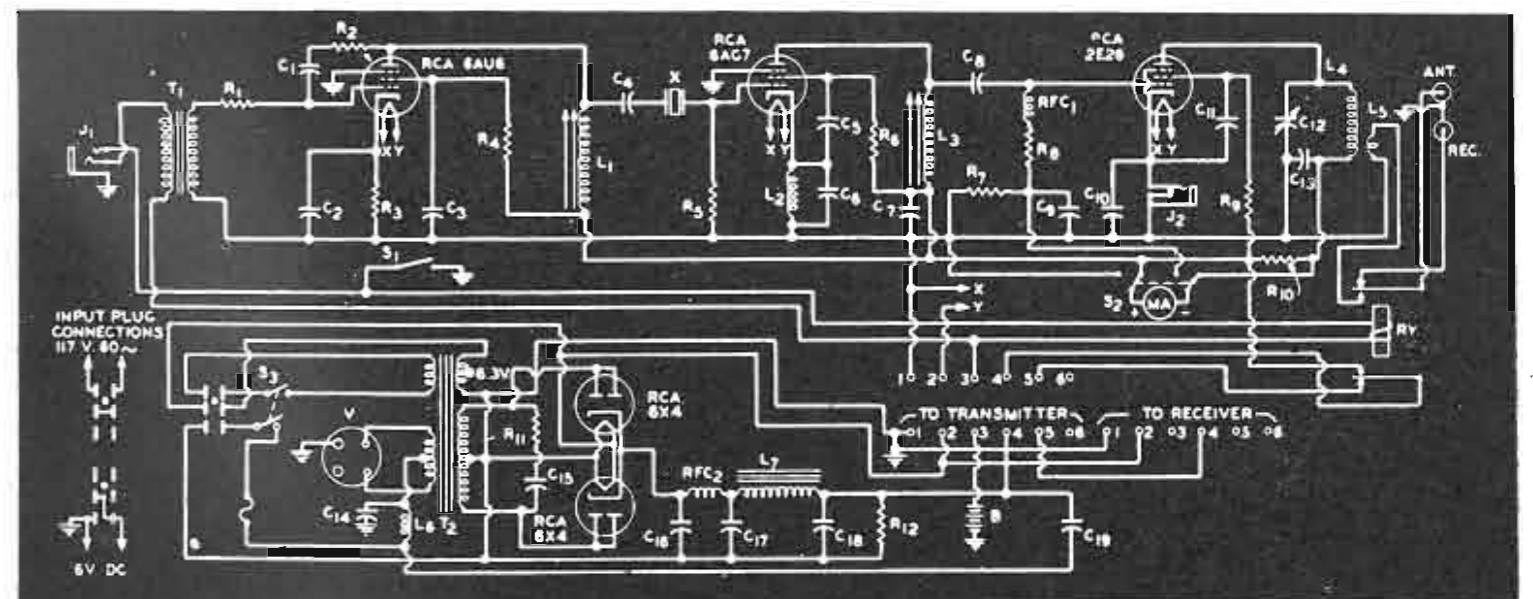 R2
RCA 6AU6
C1
T1
R1
J1
X Y
R4
C2
R3
C3
L1
S1
C4
X
RCA
6AG7
R5
X Y
C5
L2
C6
R6
C7
L3
C8
RFC1
R8
R7
C9
C10
RCA
2E26
X Y
C11
J2
R9
L4
C12
C13
L5
ANT.
REC.
R10
S2
+ MA -
X
Y
RY
INPUT PLUG
CONNECTIONS
117 V. 60~
6V DC
S3
V
6.3V
R11
C14
L6
T2
C15
RCA
6X4
RCA
6X4
RFC2
L7
C16
C17
C18
R12
B
C19
1 2 3 4 5 6
TO TRANSMITTER
1 2 3 4 5 6
TO RECEIVER
1 2 3 4 5 6